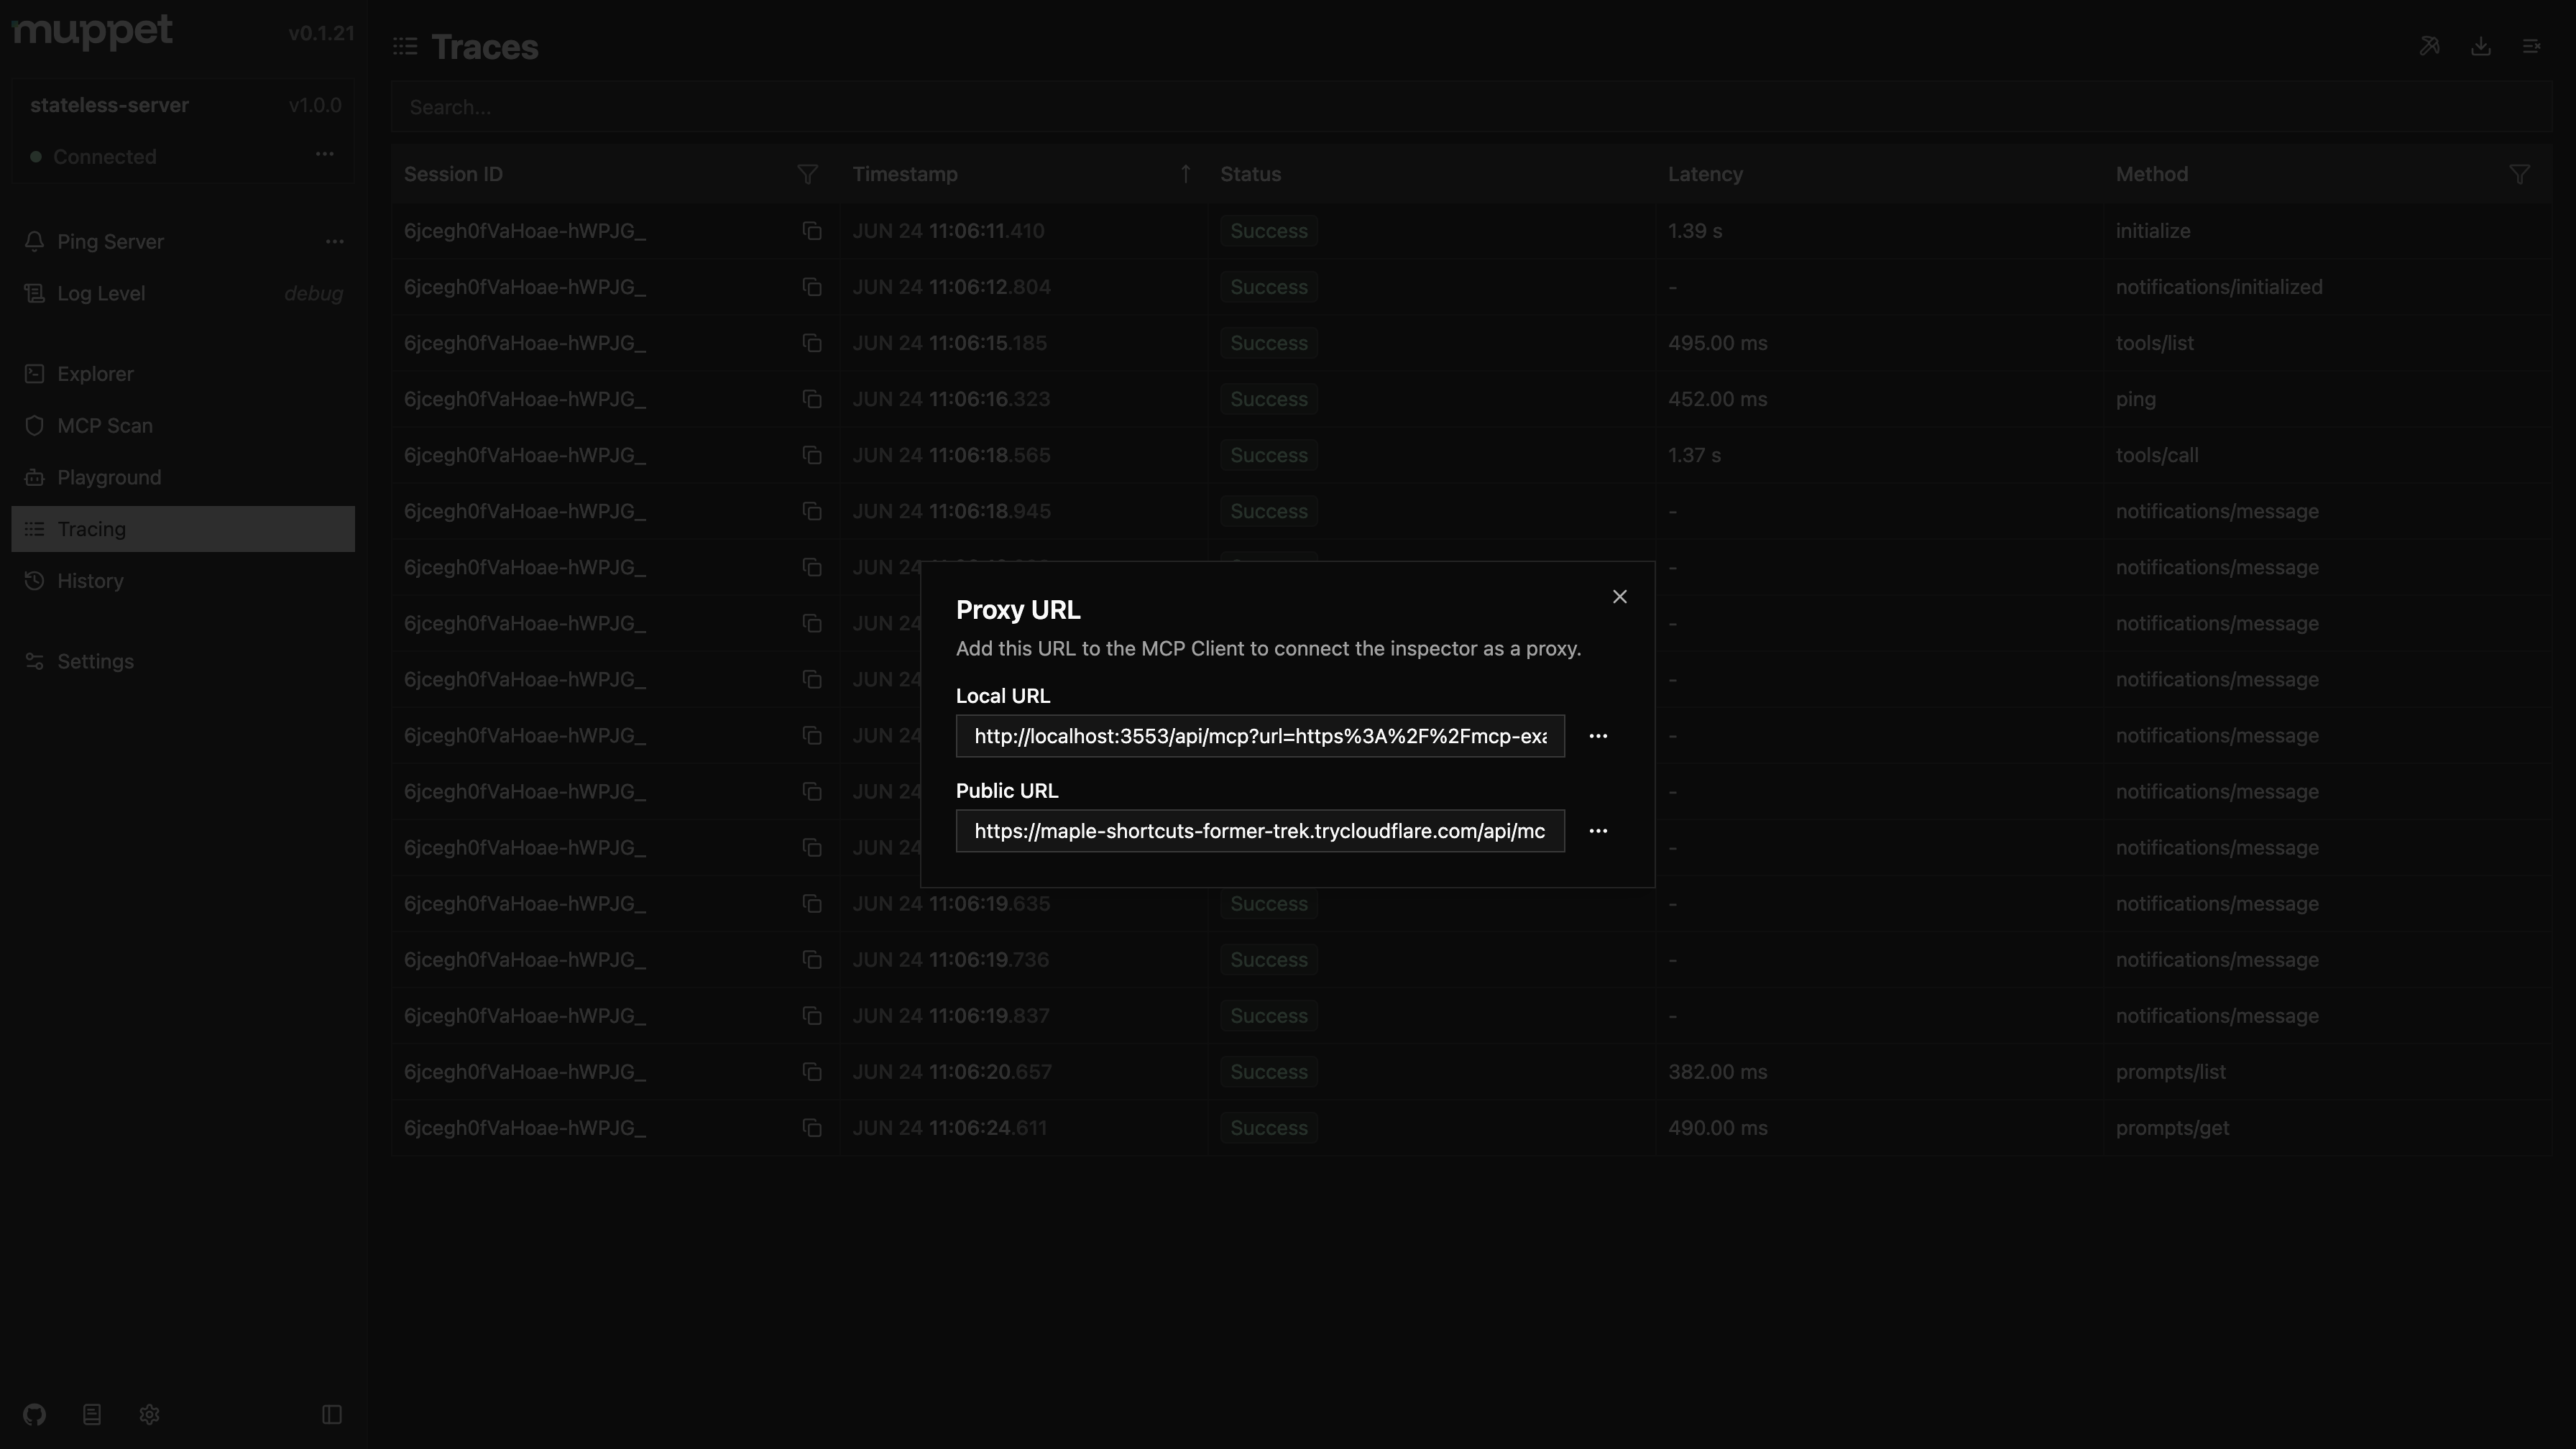 muppet v0.1.21
stateless-server v1.0.0
Connected
Ping Server
Log Level debug
Explorer
MCP Scan
Playground
Tracing
History
Settings
Traces
Search...
Session ID Timestamp Status Latency Method
6jcegh0fVaHoae-hWPJG_ JUN 24 11:06:11.410 Success 1.39 s initialize
6jcegh0fVaHoae-hWPJG_ JUN 24 11:06:12.804 Success - notifications/initialized
6jcegh0fVaHoae-hWPJG_ JUN 24 11:06:15.185 Success 495.00 ms tools/list
6jcegh0fVaHoae-hWPJG_ JUN 24 11:06:16.323 Success 452.00 ms ping
6jcegh0fVaHoae-hWPJG_ JUN 24 11:06:18.565 Success 1.37 s tools/call
6jcegh0fVaHoae-hWPJG_ JUN 24 11:06:18.945 Success - notifications/message
6jcegh0fVaHoae-hWPJG_ JUN 24 - notifications/message
6jcegh0fVaHoae-hWPJG_ JUN 24 - notifications/message
6jcegh0fVaHoae-hWPJG_ JUN 24 - notifications/message
6jcegh0fVaHoae-hWPJG_ JUN 24 - notifications/message
6jcegh0fVaHoae-hWPJG_ JUN 24 - notifications/message
6jcegh0fVaHoae-hWPJG_ JUN 24 - notifications/message
6jcegh0fVaHoae-hWPJG_ JUN 24 11:06:19.635 Success - notifications/message
6jcegh0fVaHoae-hWPJG_ JUN 24 11:06:19.736 Success - notifications/message
6jcegh0fVaHoae-hWPJG_ JUN 24 11:06:19.837 Success - notifications/message
6jcegh0fVaHoae-hWPJG_ JUN 24 11:06:20.657 Success 382.00 ms prompts/list
6jcegh0fVaHoae-hWPJG_ JUN 24 11:06:24.611 Success 490.00 ms prompts/get
Proxy URL
Add this URL to the MCP Client to connect the inspector as a proxy.
Local URL
http://localhost:3553/api/mcp?url=https%3A%2F%2Fmcp-exa
Public URL
https://maple-shortcuts-former-trek.trycloudflare.com/api/mc